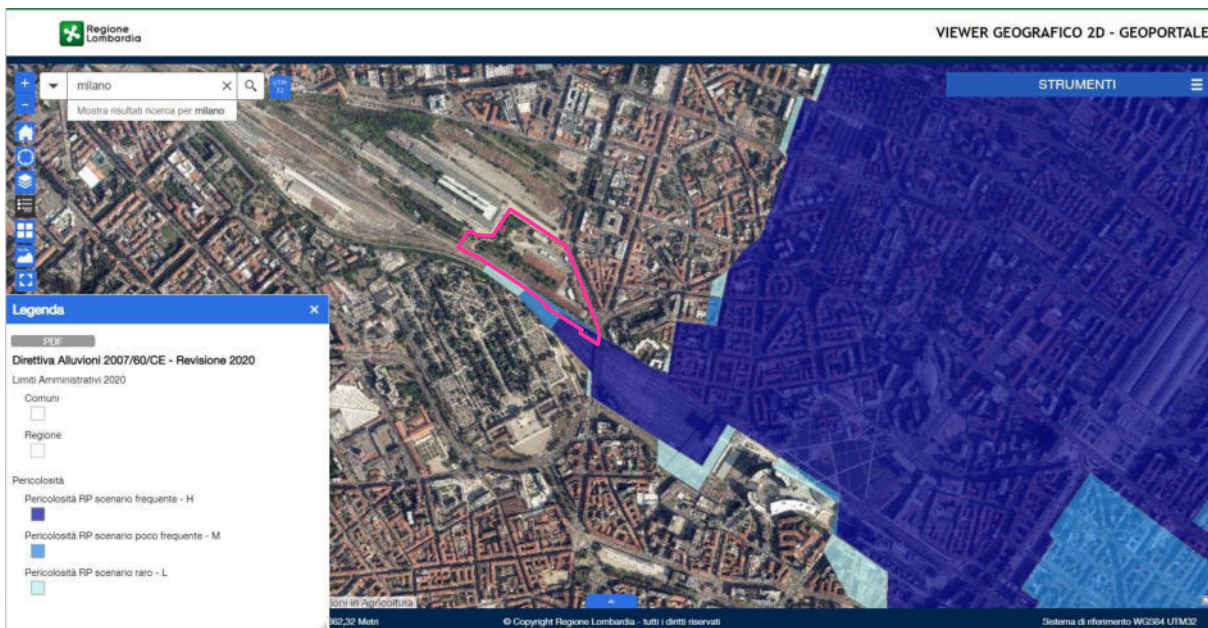 Regione
Lombardia
VIEWER GEOGRAFICO 2D - GEOPORTALE
+
milano
UTM
32
STRUMENTI
Mostra risultati ricerca per milano
Legenda
PDF
Direttiva Alluvioni 2007/60/CE - Revisione 2020
Limiti Amministrativi 2020
Comuni
Regione
Pericolosità
Pericolosità RP scenario frequente - H
Pericolosità RP scenario poco frequente - M
Pericolosità RP scenario raro - L
ioni in Agricoltura
362,32 Metri
© Copyright Regione Lombardia - tutti i diritti riservati
Sistema di riferimento WGS84 UTM32